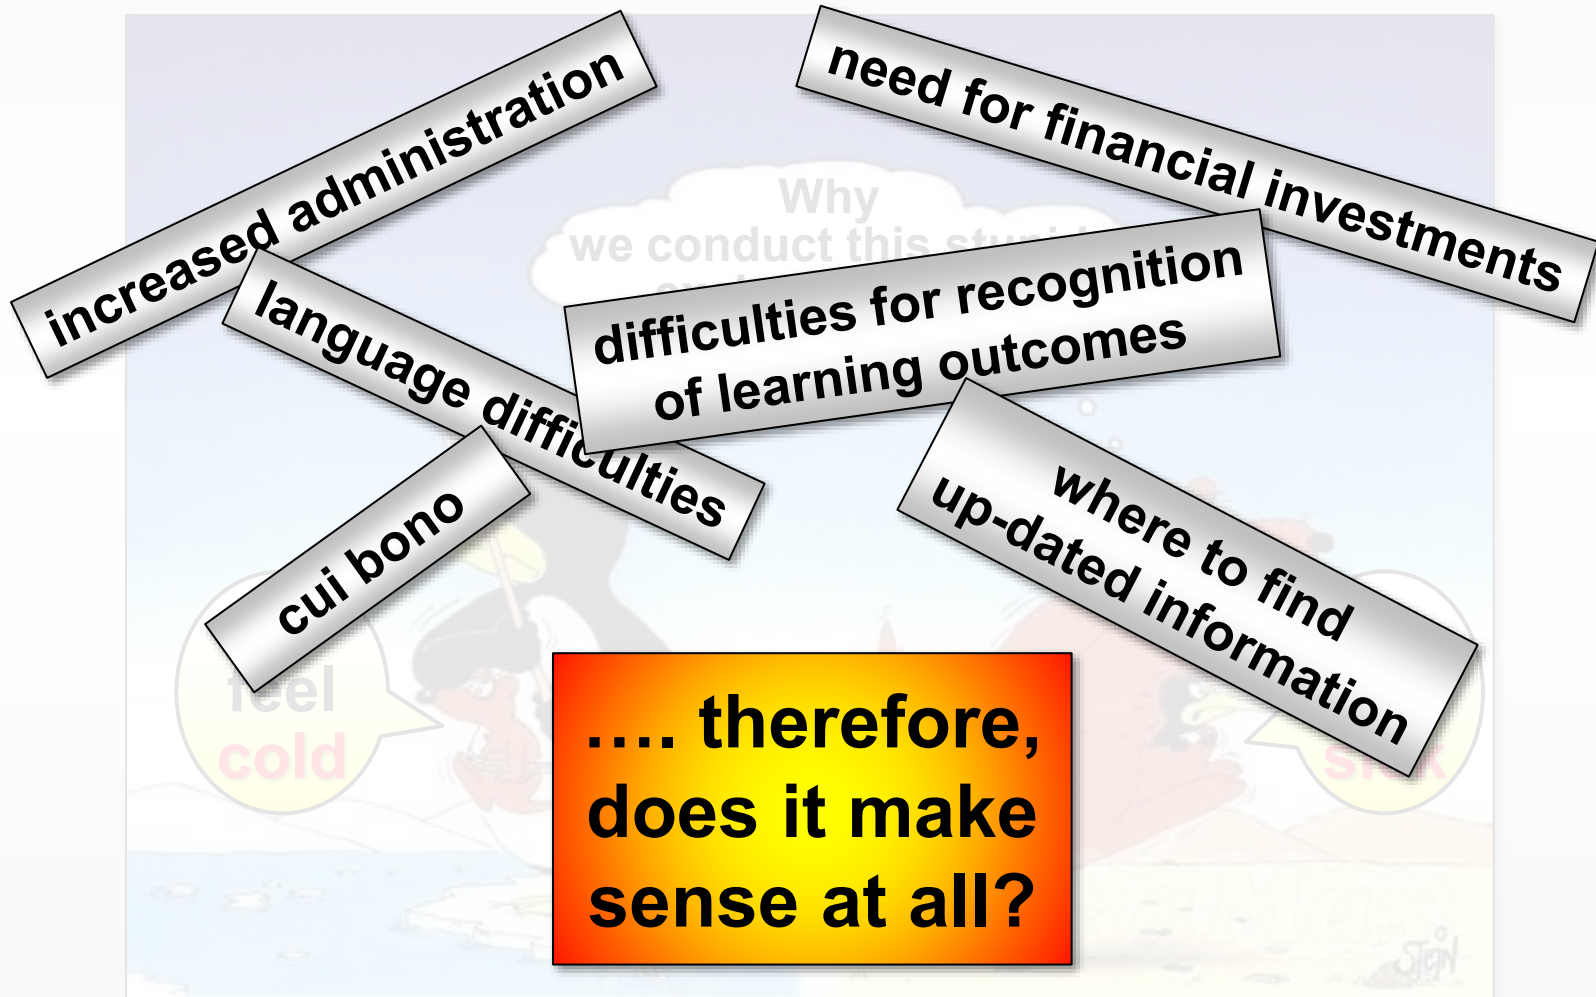 increased administration
need for financial investments
Why
we conduct this
language difficulties
difficulties for recognition
of learning outcomes
cui bono
where to find
up-dated information
feel
cold
…. therefore,
does it make
sense at all?
STEJN